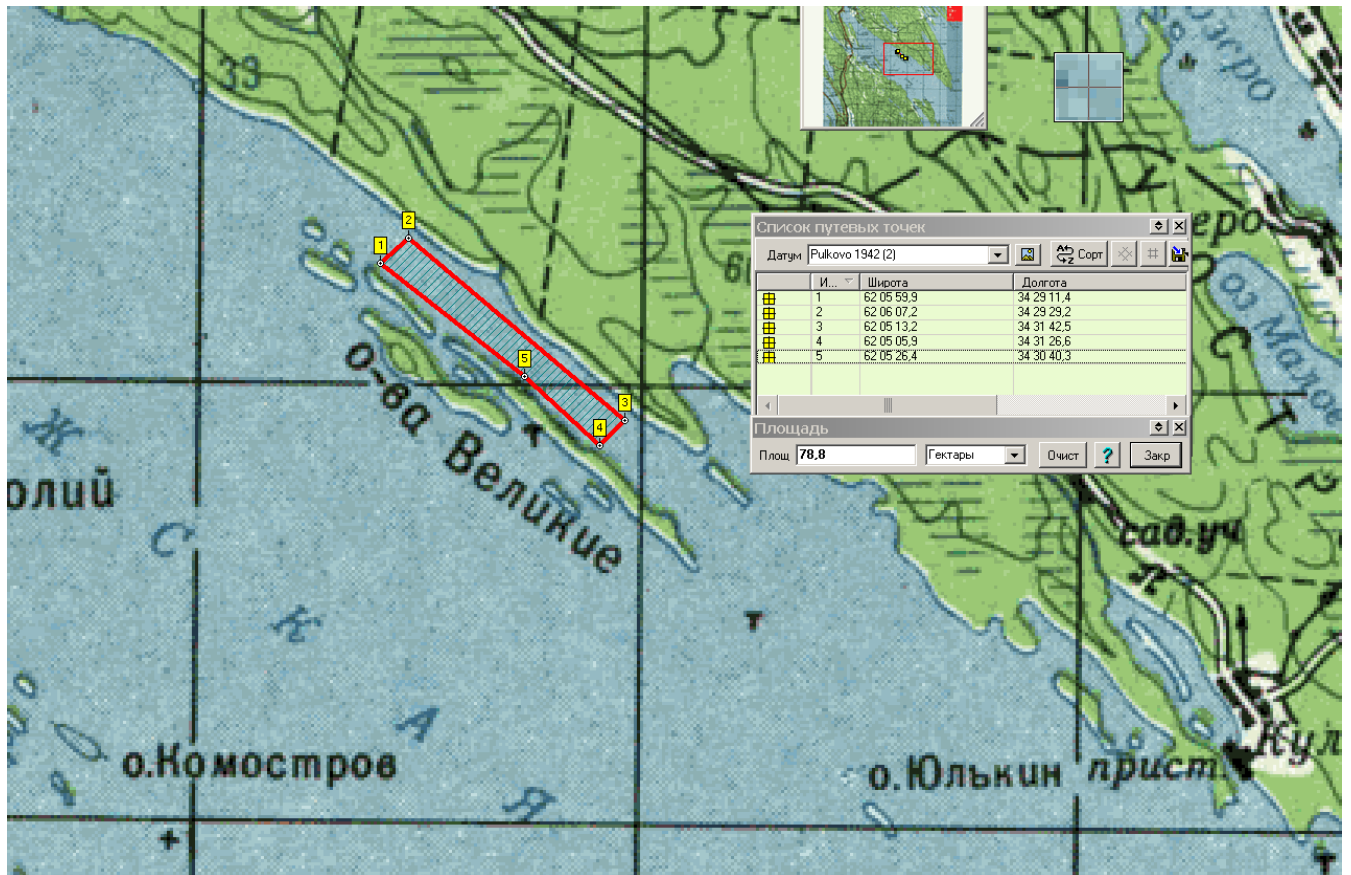 33
озеро
Список путевых точек
Датум Pulkovo 1942 (2) Сорт
И... Широта Долгота
1 62 05 59,9 34 29 11,4
2 62 06 07,2 34 29 29,2
3 62 05 13,2 34 31 42,5
4 62 05 05,9 34 31 26,6
5 62 05 26,4 34 30 40,3
Площадь
Площ 78,8 Гектары Очист ? Закр
1
2
3
4
5
о-ва Великие
т
олий
Ж
С
К
А
Я
сад.уч
т
о.Комостров
о.Юлькин
прист.
Кул
т